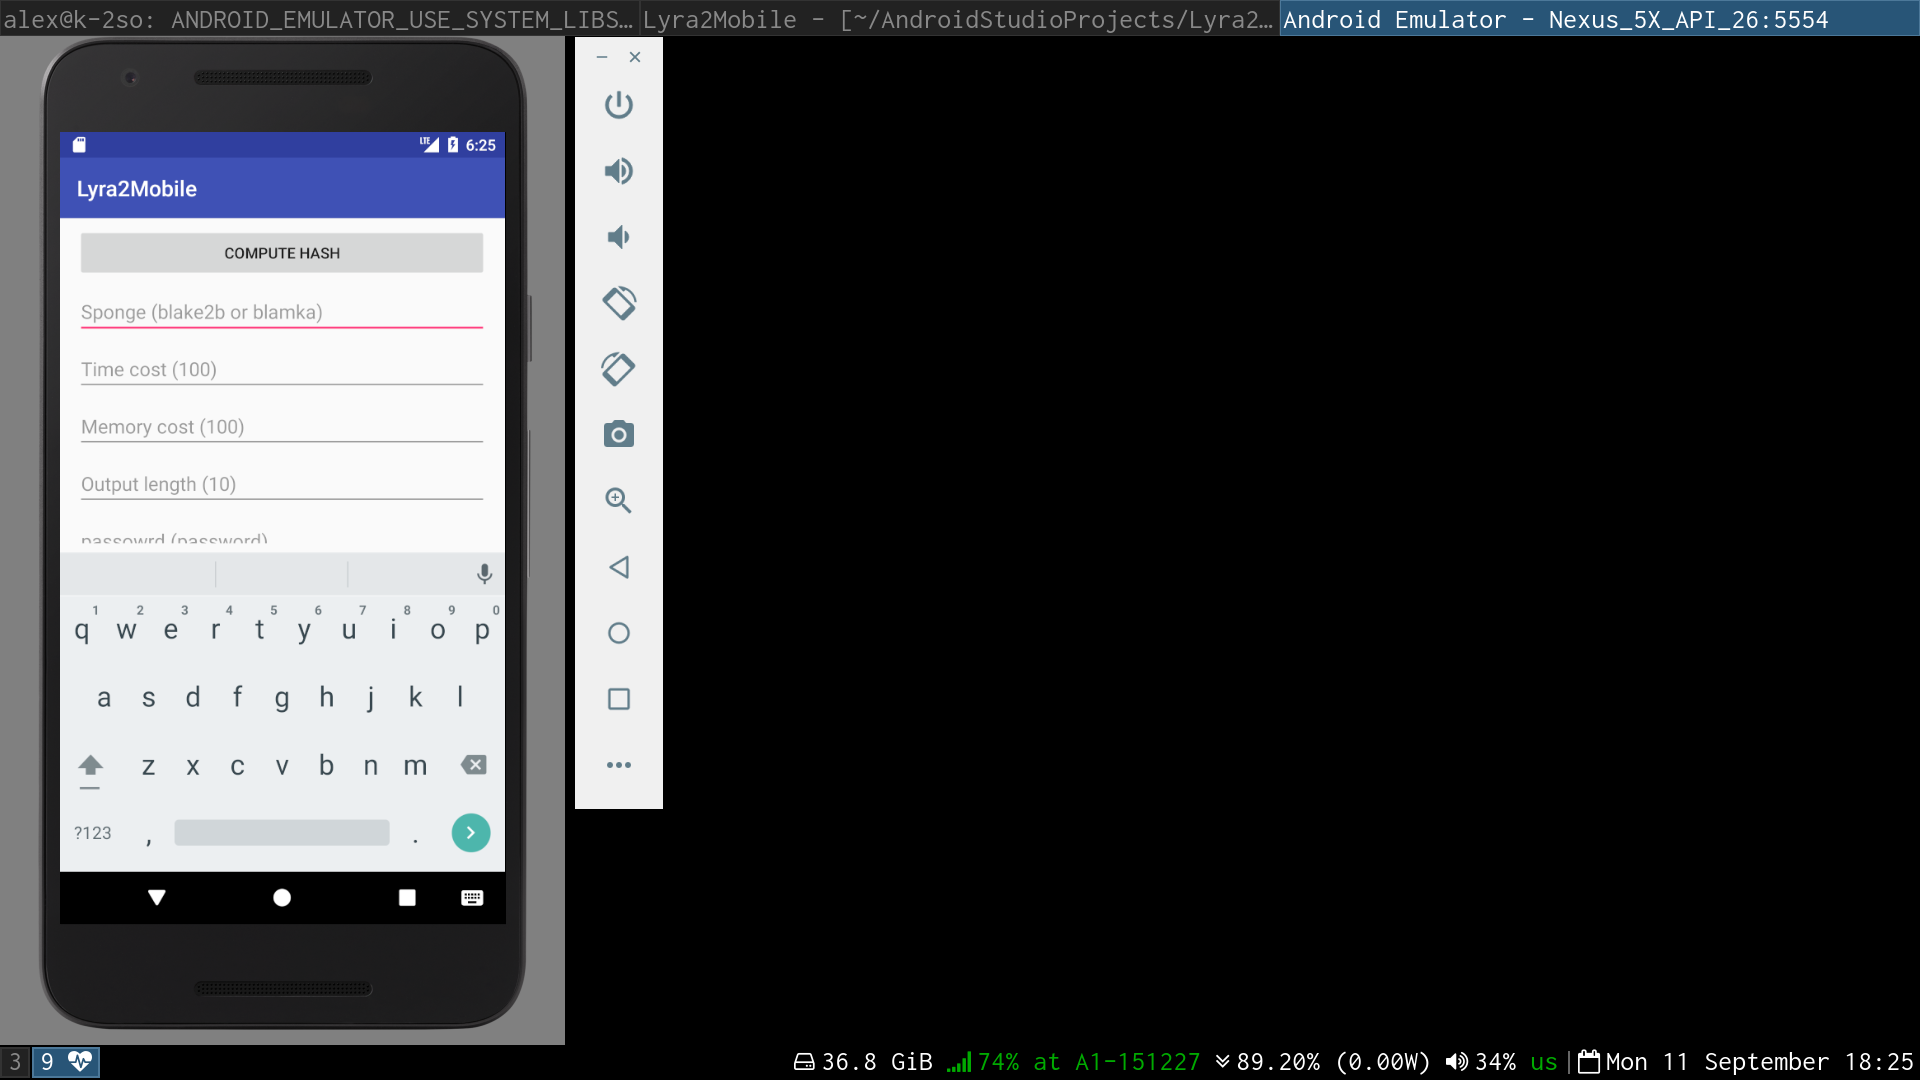 alex@k-2so: ANDROID_EMULATOR_USE_SYSTEM_LIBS…
Lyra2Mobile - [~/AndroidStudioProjects/Lyra2…
Android Emulator - Nexus_5X_API_26:5554
LTE 6:25
Lyra2Mobile
COMPUTE HASH
Sponge (blake2b or blamka)
Time cost (100)
Memory cost (100)
Output length (10)
passowrd (password)
1 2 3 4 5 6 7 8 9 0
q w e r t y u i o p
a s d f g h j k l
z x c v b n m
?123 , .
3 9 36.8 GiB 74% at A1-151227 89.20% (0.00W) 34% us Mon 11 September 18:25